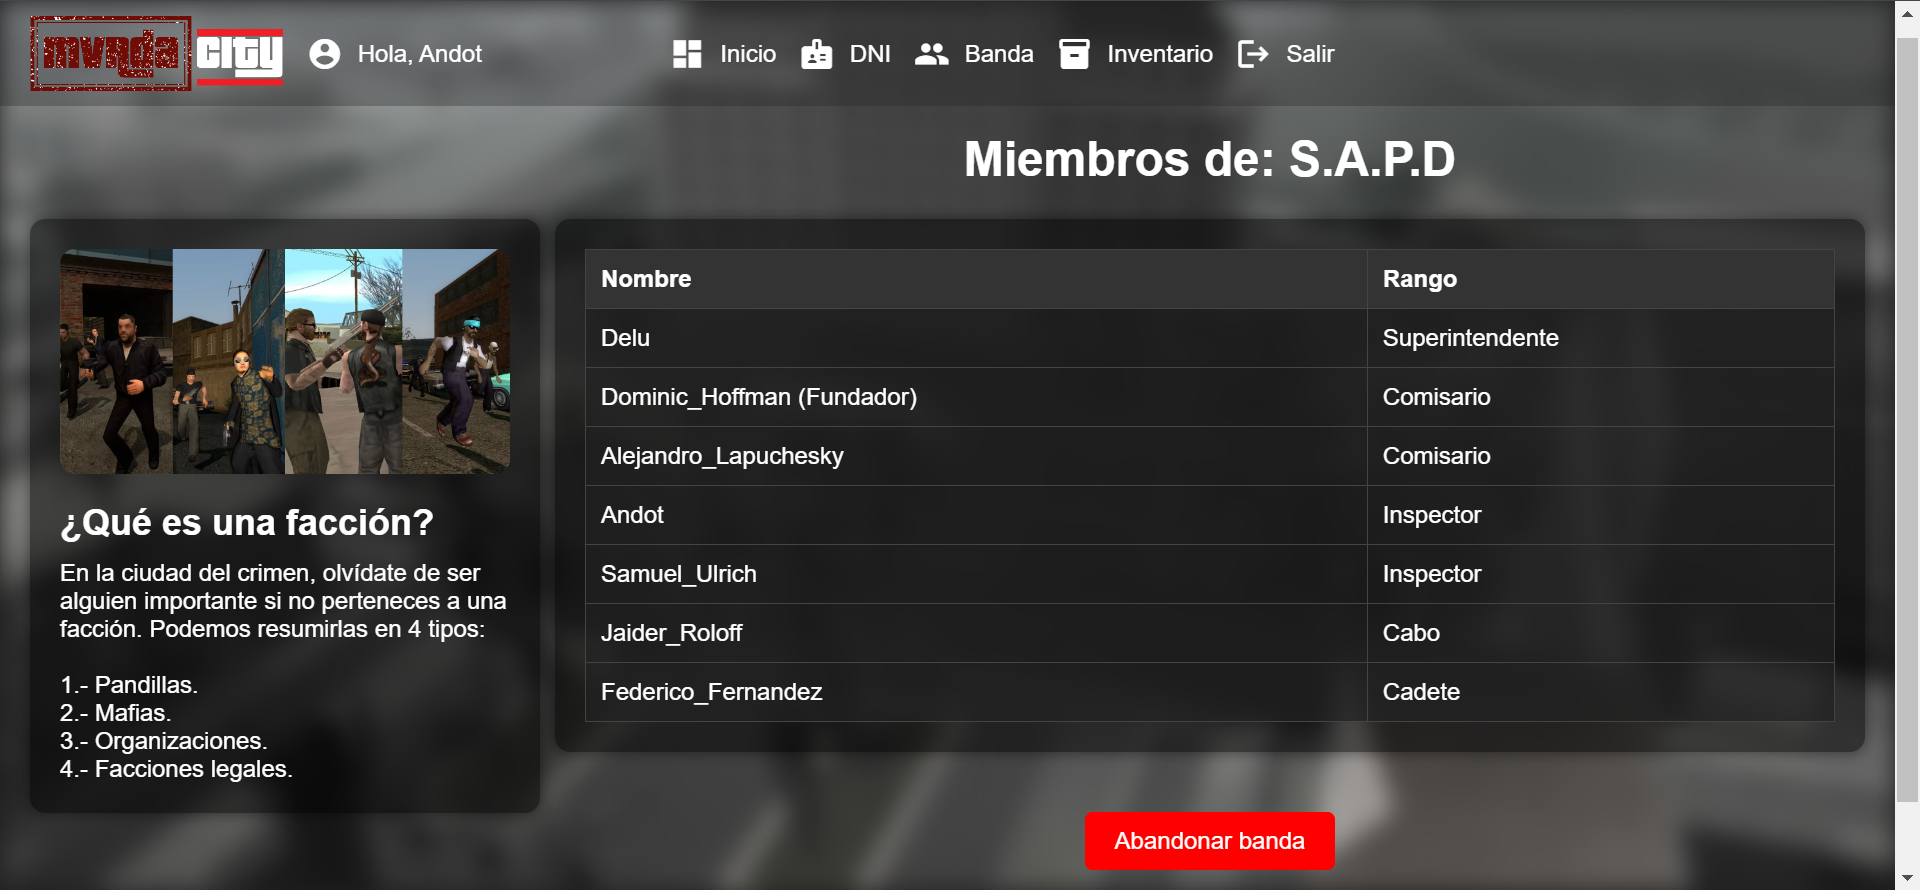 mvrda city
Hola, Andot
Inicio
DNI
Banda
Inventario
Salir
Miembros de: S.A.P.D
¿Qué es una facción?
En la ciudad del crimen, olvídate de ser
alguien importante si no perteneces a una
facción. Podemos resumirlas en 4 tipos:
1.- Pandillas.
2.- Mafias.
3.- Organizaciones.
4.- Facciones legales.
Nombre Rango
Delu Superintendente
Dominic_Hoffman (Fundador) Comisario
Alejandro_Lapuchesky Comisario
Andot Inspector
Samuel_Ulrich Inspector
Jaider_Roloff Cabo
Federico_Fernandez Cadete
Abandonar banda